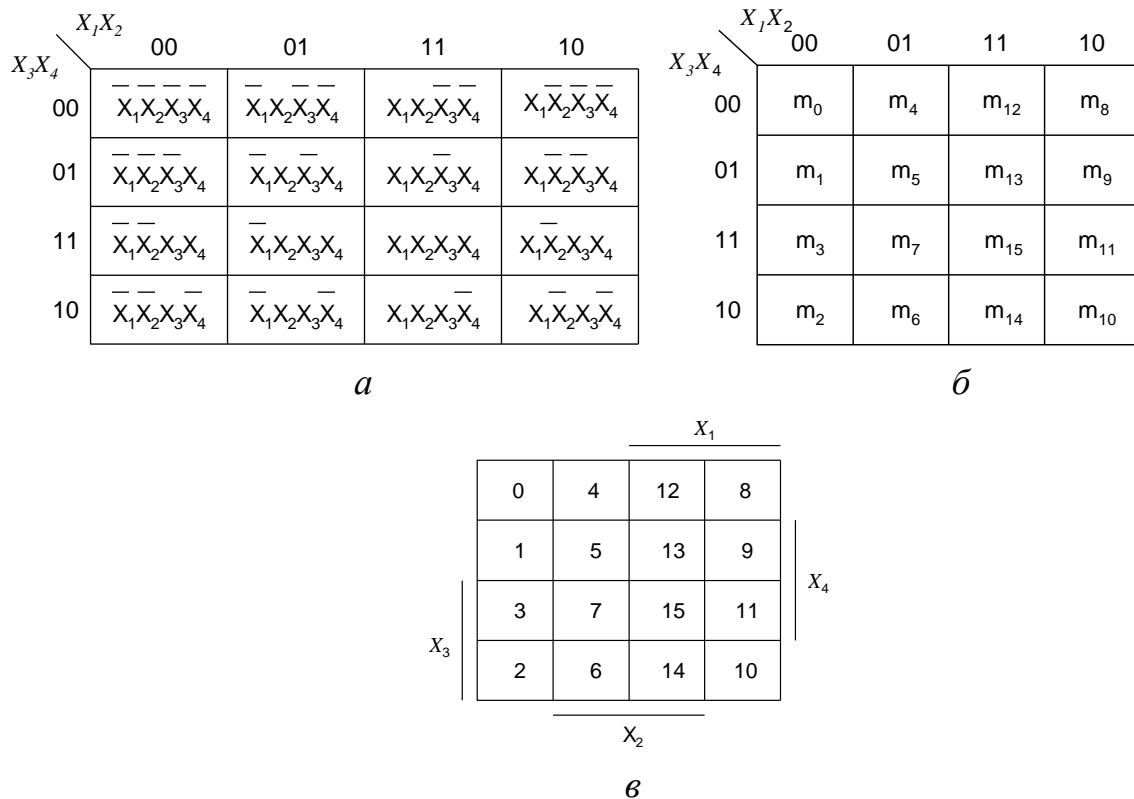 X₁X₂
X₃X₄
00 01 11 10
00 X̅₁X̅₂X̅₃X̅₄ X̅₁X₂X̅₃X̅₄ X₁X₂X̅₃X̅₄ X₁X̅₂X̅₃X̅₄
01 X̅₁X̅₂X̅₃X₄ X̅₁X₂X̅₃X₄ X₁X₂X̅₃X₄ X₁X̅₂X̅₃X₄
11 X̅₁X̅₂X₃X₄ X̅₁X₂X₃X₄ X₁X₂X₃X₄ X₁X̅₂X₃X₄
10 X̅₁X̅₂X₃X̅₄ X̅₁X₂X₃X̅₄ X₁X₂X₃X̅₄ X₁X̅₂X₃X̅₄
а
X₁X₂
X₃X₄
00 01 11 10
00 m₀ m₄ m₁₂ m₈
01 m₁ m₅ m₁₃ m₉
11 m₃ m₇ m₁₅ m₁₁
10 m₂ m₆ m₁₄ m₁₀
б
X₁
0 4 12 8
1 5 13 9
X₄
3 7 15 11
X₃
2 6 14 10
X₂
в